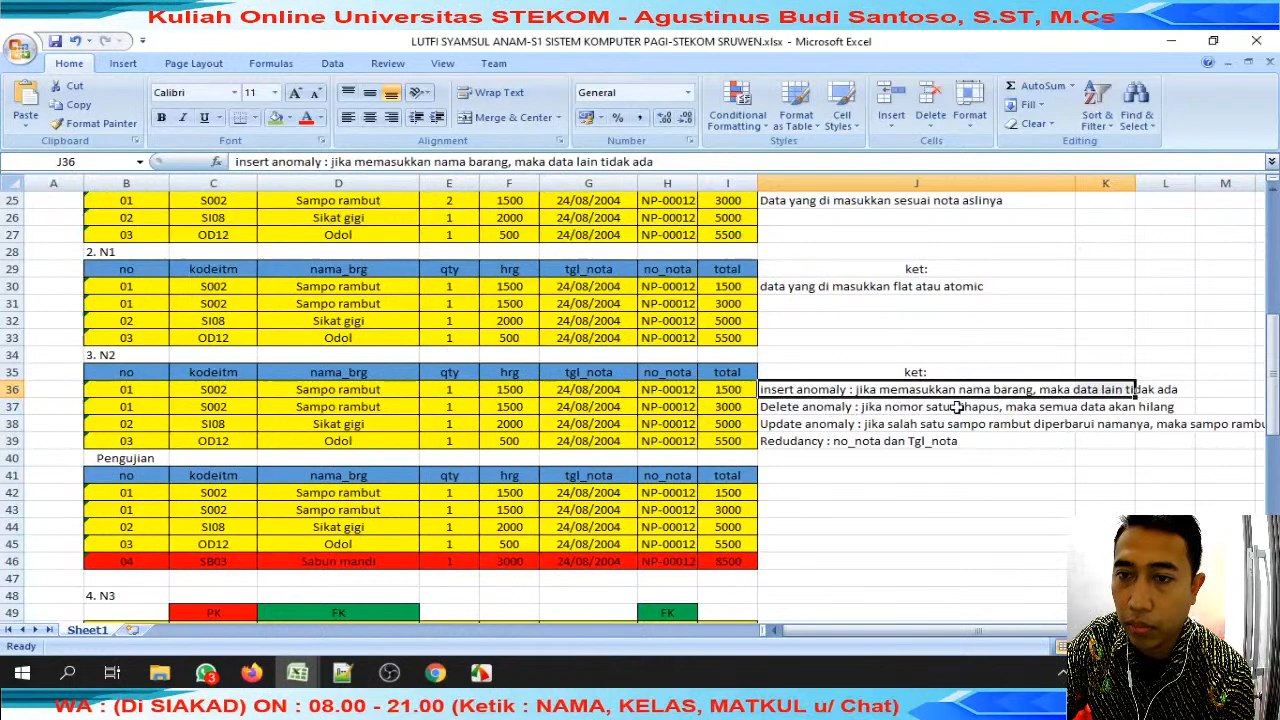 Kuliah Online Universitas STEKOM - Agustinus Budi Santoso, S.ST, M.Cs
LUTFI SYAMSUL ANAM-S1 SISTEM KOMPUTER PAGI-STEKOM SRUWEN.xlsx - Microsoft Excel
Home Insert Page Layout Formulas Data Review View Team
Paste Cut Copy Format Painter Clipboard
Calibri 11 B I U Font
Wrap Text Merge & Center Alignment
General % , Number
Conditional Formatting Format as Table Cell Styles Styles
Insert Delete Format Cells
AutoSum Fill Clear Sort & Filter Find & Select Editing
J36 fx insert anomaly : jika memasukkan nama barang, maka data lain tidak ada
A B C D E F G H I J K L M
25 01 S002 Sampo rambut 2 1500 24/08/2004 NP-00012 3000 Data yang di masukkan sesuai nota aslinya
26 02 SI08 Sikat gigi 1 2000 24/08/2004 NP-00012 5000
27 03 OD12 Odol 1 500 24/08/2004 NP-00012 5500
28 2. N1
29 no kodeitm nama_brg qty hrg tgl_nota no_nota total ket:
30 01 S002 Sampo rambut 1 1500 24/08/2004 NP-00012 1500 data yang di masukkan flat atau atomic
31 01 S002 Sampo rambut 1 1500 24/08/2004 NP-00012 3000
32 02 SI08 Sikat gigi 1 2000 24/08/2004 NP-00012 5000
33 03 OD12 Odol 1 500 24/08/2004 NP-00012 5500
34 3. N2
35 no kodeitm nama_brg qty hrg tgl_nota no_nota total ket:
36 01 S002 Sampo rambut 1 1500 24/08/2004 NP-00012 1500 insert anomaly : jika memasukkan nama barang, maka data lain tidak ada
37 01 S002 Sampo rambut 1 1500 24/08/2004 NP-00012 3000 Delete anomaly : jika nomor satu dihapus, maka semua data akan hilang
38 02 SI08 Sikat gigi 1 2000 24/08/2004 NP-00012 5000 Update anomaly : jika salah satu sampo rambut diperbarui namanya, maka sampo rambu
39 03 OD12 Odol 1 500 24/08/2004 NP-00012 5500 Redudancy : no_nota dan Tgl_nota
40 Pengujian
41 no kodeitm nama_brg qty hrg tgl_nota no_nota total
42 01 S002 Sampo rambut 1 1500 24/08/2004 NP-00012 1500
43 01 S002 Sampo rambut 1 1500 24/08/2004 NP-00012 3000
44 02 SI08 Sikat gigi 1 2000 24/08/2004 NP-00012 5000
45 03 OD12 Odol 1 500 24/08/2004 NP-00012 5500
46 04 SB03 Sabun mandi 1 3000 24/08/2004 NP-00012 8500
47
48 4. N3
49 PK FK FK
Sheet1
Ready
3
WA : (Di SIAKAD) ON : 08.00 - 21.00 (Ketik : NAMA, KELAS, MATKUL u/ Chat)